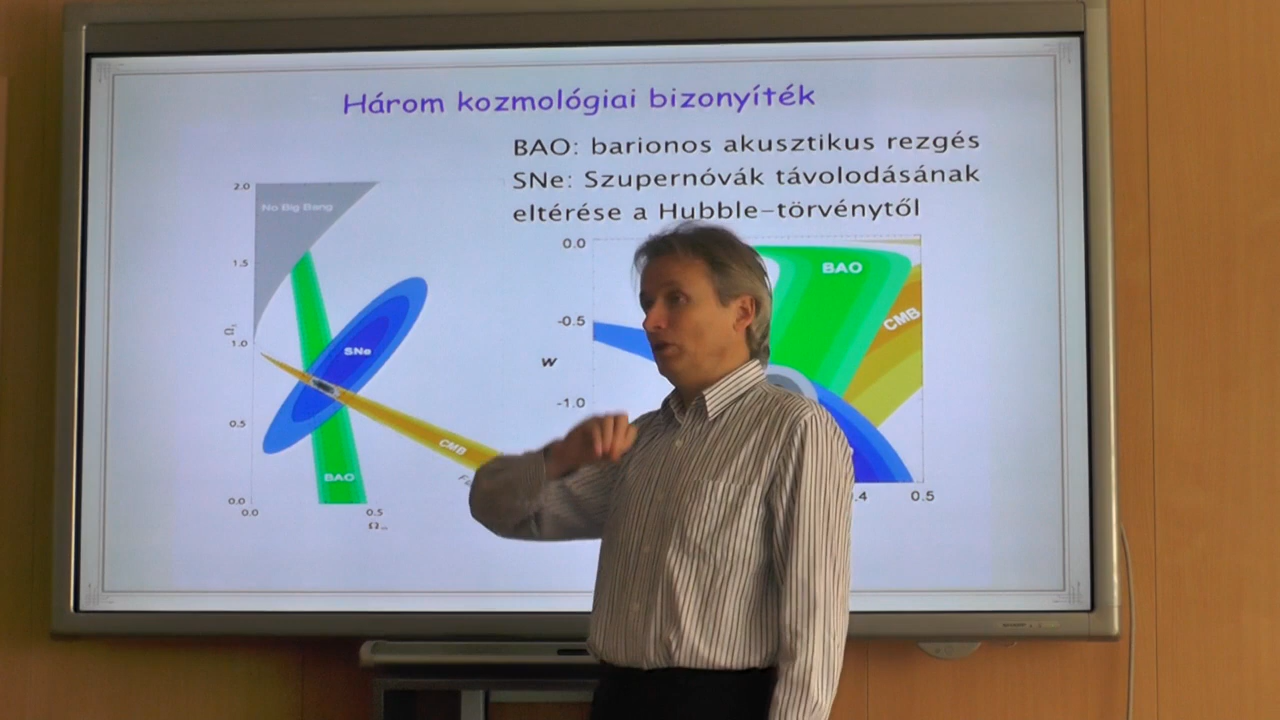 Három kozmológiai bizonyíték
BAO: barionos akusztikus rezgés
SNe: Szupernóvák távolodásának
eltérése a Hubble-törvénytől
2.0
No Big Bang
1.5
1.0
SNe
0.5
CMB
BAO
0.0
0.0
0.5
Ω
0.0
BAO
-0.5
CMB
w
-1.0
.4
0.5